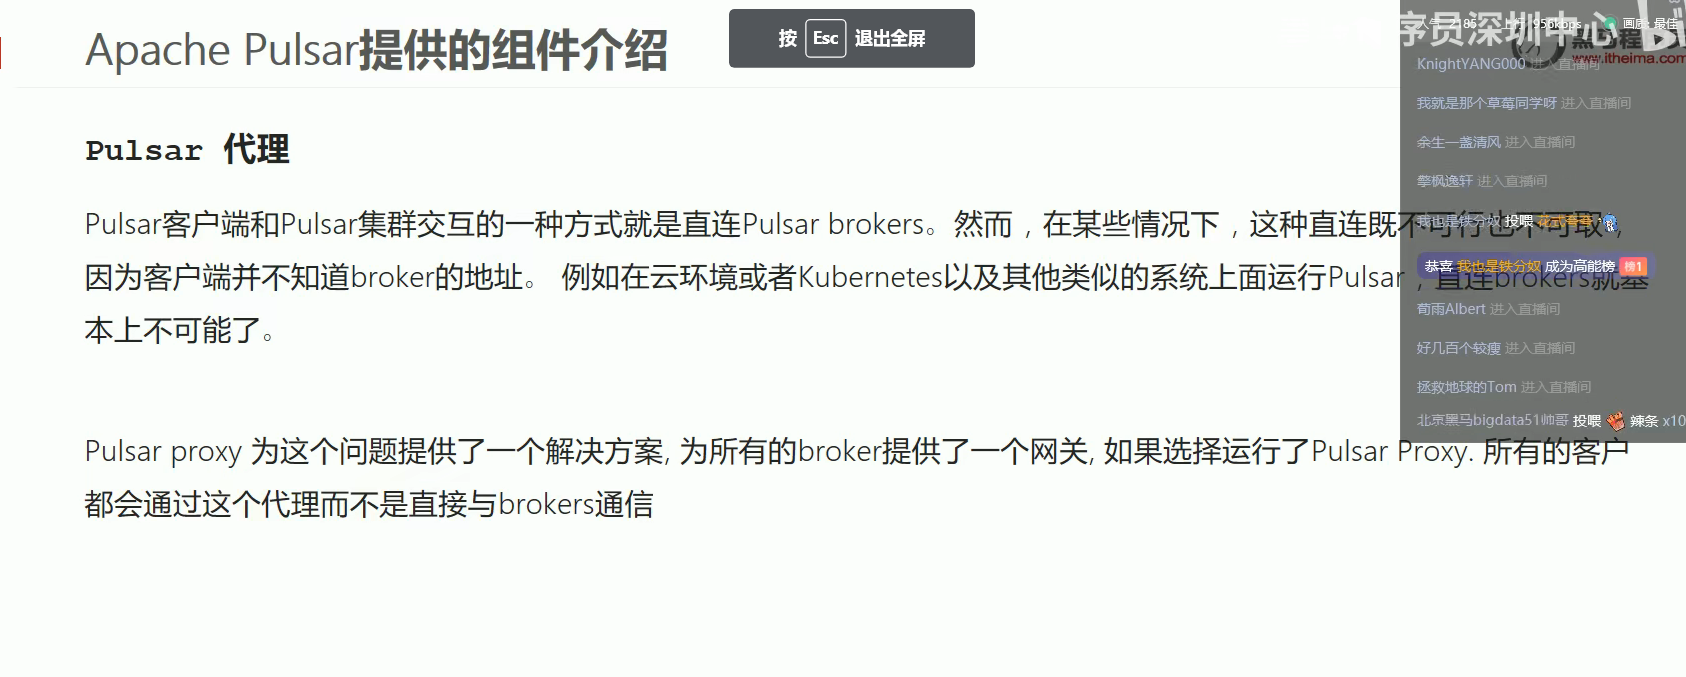 Apache Pulsar提供的组件介绍
按 Esc 退出全屏
Pulsar 代理
Pulsar客户端和Pulsar集群交互的一种方式就是直连Pulsar brokers。然而，在某些情况下，这种直连既不可行也不可取，
因为客户端并不知道broker的地址。 例如在云环境或者Kubernetes以及其他类似的系统上面运行Pulsar，直连brokers就基
本上不可能了。
Pulsar proxy 为这个问题提供了一个解决方案, 为所有的broker提供了一个网关, 如果选择运行了Pulsar Proxy. 所有的客户
都会通过这个代理而不是直接与brokers通信
序员深圳中心
人气 2185 上行 956kbps 画质: 最佳
www.itheima.com
KnightYANG000 进入直播间
我就是那个草莓同学呀 进入直播间
余生一盏清风 进入直播间
擎枫逸轩 进入直播间
我也是铁分奴 投喂
恭喜 我也是铁分奴 成为高能榜 榜1
荀雨Albert 进入直播间
好几百个较瘦 进入直播间
拯救地球的Tom 进入直播间
北京黑马bigdata51帅哥 投喂 辣条 x10